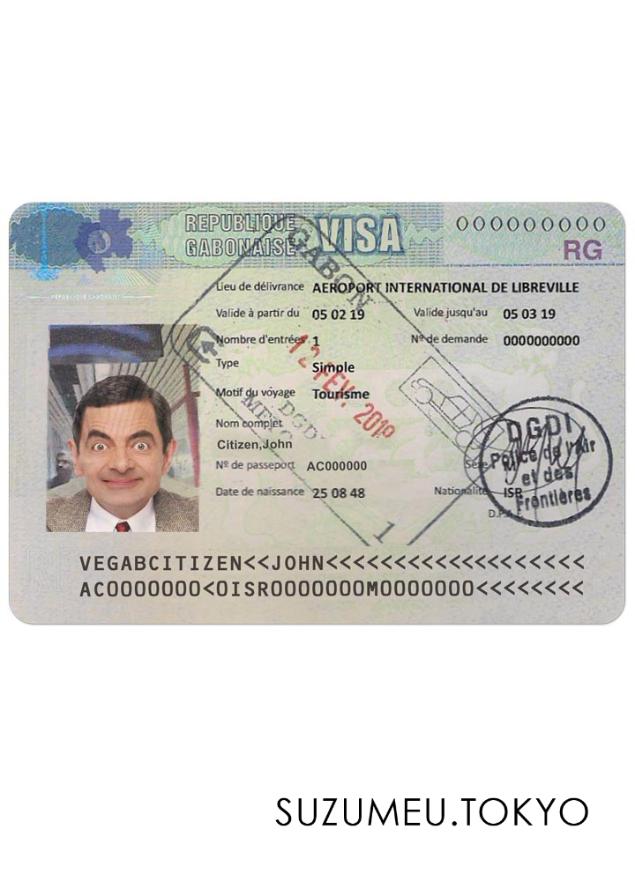 REPUBLIQUE
GABONAISE
VISA
000000000
RG
GABON
Lieu de délivrance AEROPORT INTERNATIONAL DE LIBREVILLE
Valide à partir du 05 02 19 Valide jusqu'au 05 03 19
Nombre d'entrées 1 N° de demande 0000000000
Type Simple
12 FEV. 2019
Motif du voyage Tourisme
DGDI
Nom complet
Citizen,John
N° de passeport AC000000 Sexe M
Date de naissance 25 08 48 Nationalité ISR
DGDI
Police de l'Air
et des
Frontières
1
VEGABCITIZEN<<JOHN<<<<<<<<<<<<<<<<<<
AC0000000<0ISR0000000M0000000<<<<<<<
SUZUMEU.TOKYO